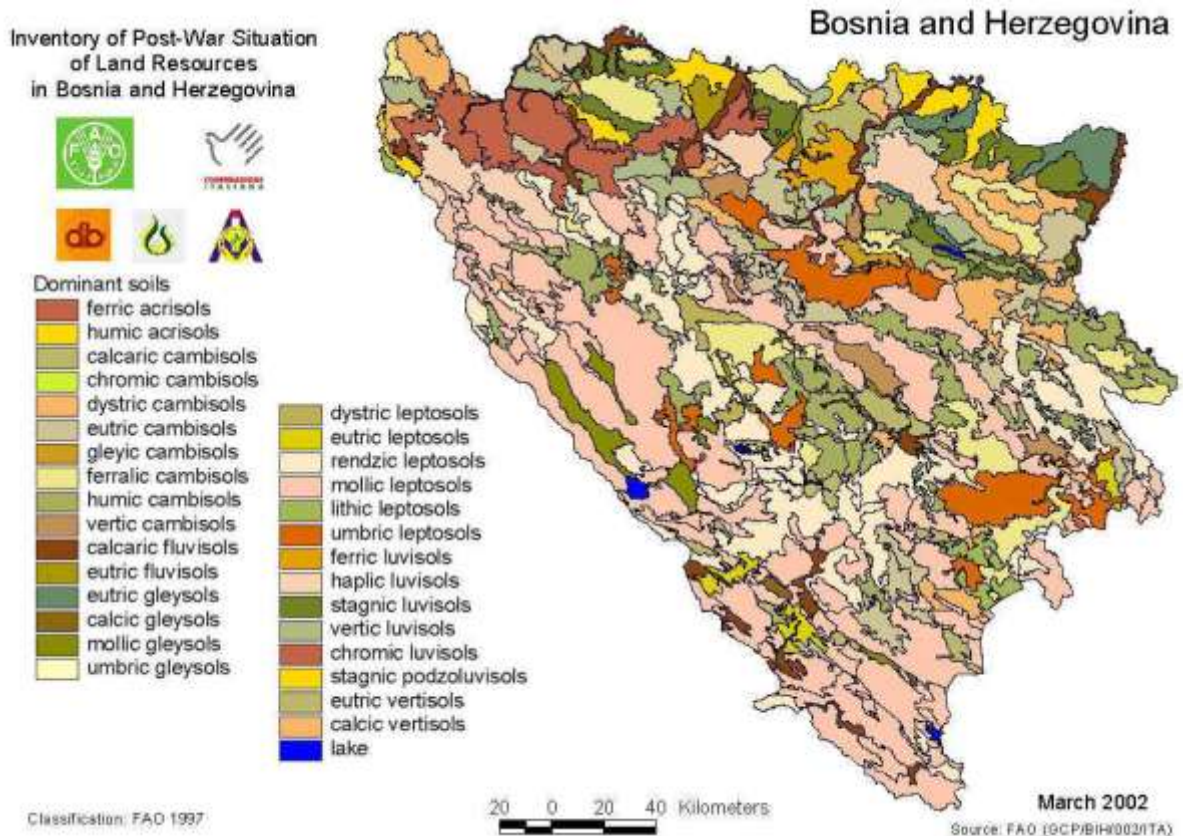 Bosnia and Herzegovina
Inventory of Post-War Situation
of Land Resources
in Bosnia and Herzegovina
F A O
COOPERAZIONE
ITALIANA
Dominant soils
ferric acrisols
humic acrisols
calcaric cambisols
chromic cambisols
dystric cambisols
eutric cambisols
gleyic cambisols
ferralic cambisols
humic cambisols
vertic cambisols
calcaric fluvisols
eutric fluvisols
eutric gleysols
calcic gleysols
mollic gleysols
umbric gleysols
dystric leptosols
eutric leptosols
rendzic leptosols
mollic leptosols
lithic leptosols
umbric leptosols
ferric luvisols
haplic luvisols
stagnic luvisols
vertic luvisols
chromic luvisols
stagnic podzoluvisols
eutric vertisols
calcic vertisols
lake
20 0 20 40 Kilometers
March 2002
Classification: FAO 1997
Source: FAO (GCP/BIH/002/ITA)